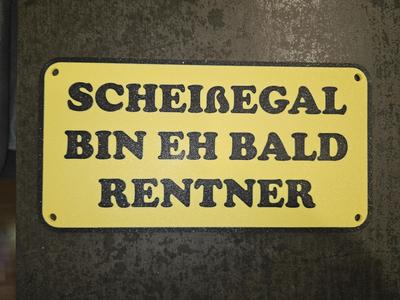 SCHEIßEGAL
BIN EH BALD
RENTNER